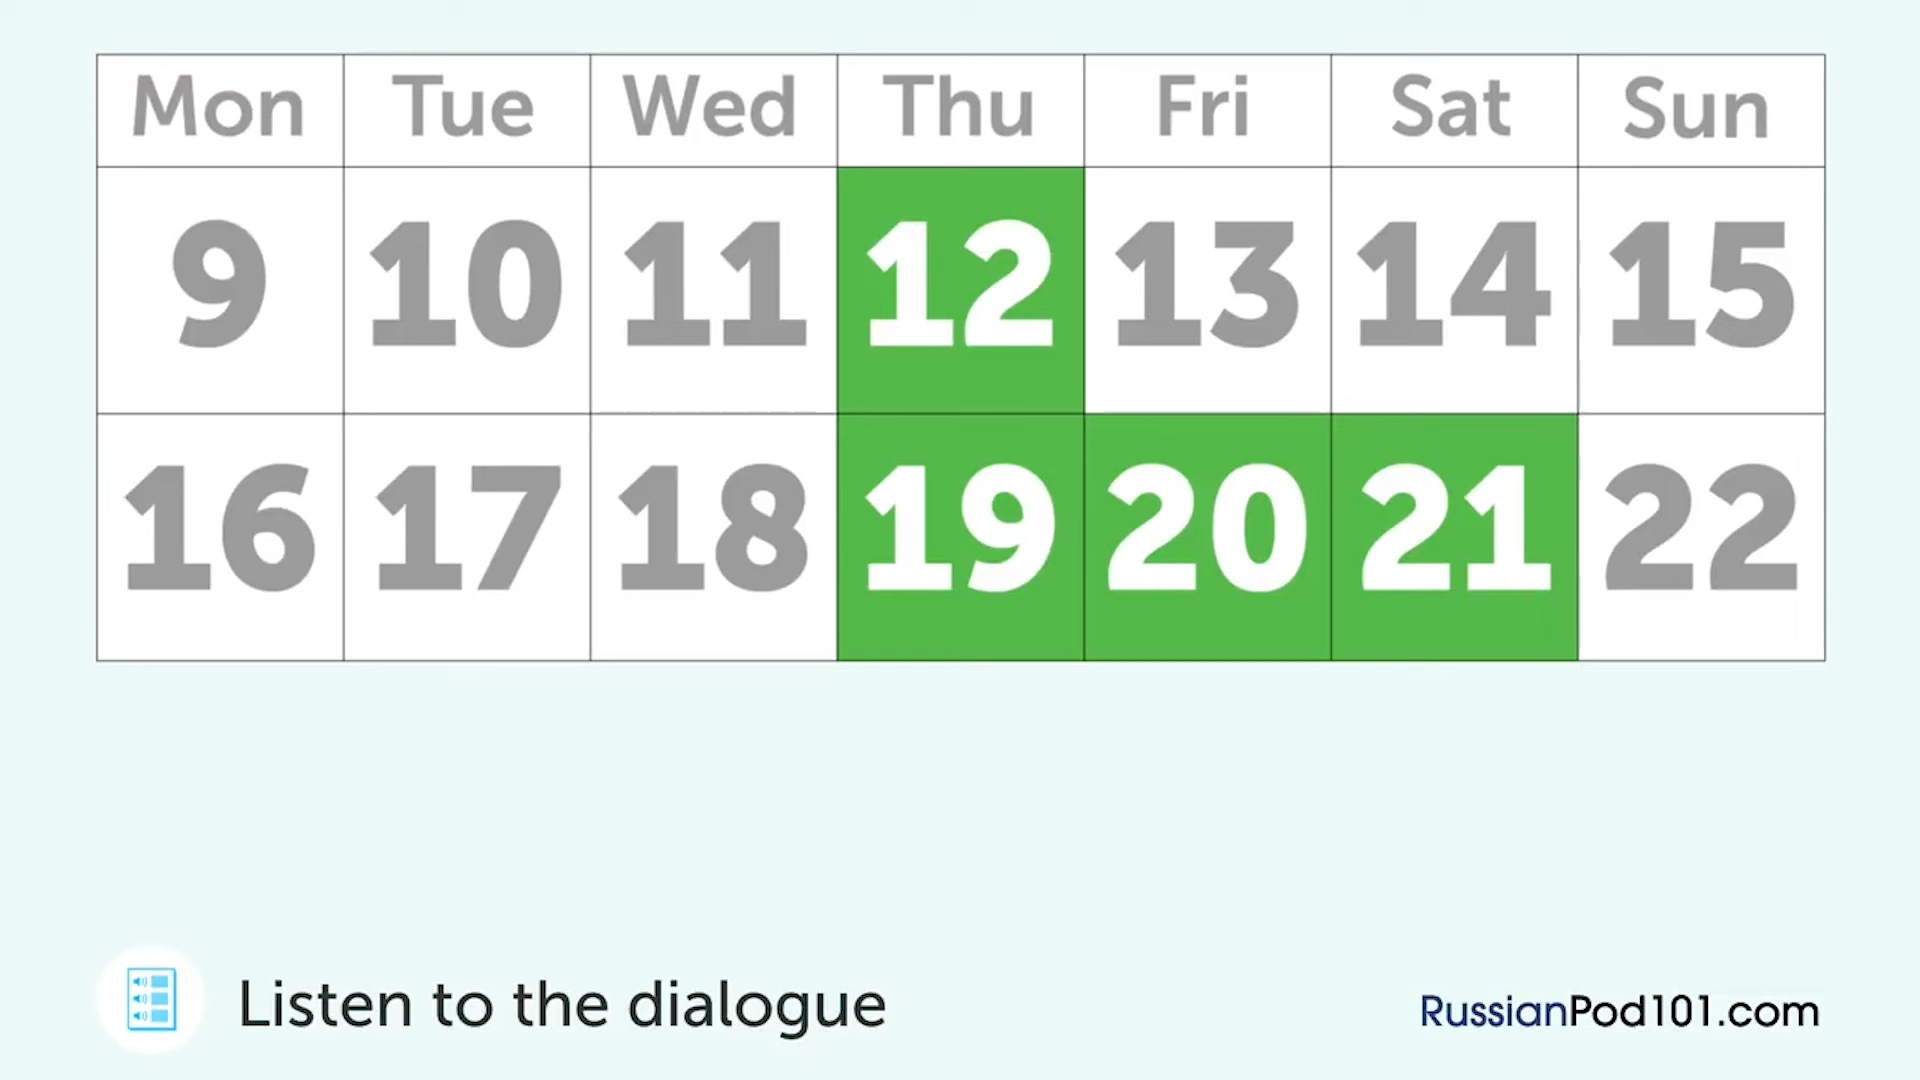 Mon Tue Wed Thu Fri Sat Sun
9 10 11 12 13 14 15
16 17 18 19 20 21 22
Listen to the dialogue
RussianPod101.com